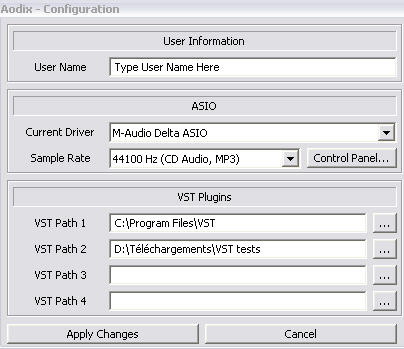 Aodix - Configuration
User Information
User Name Type User Name Here
ASIO
Current Driver M-Audio Delta ASIO
Sample Rate 44100 Hz (CD Audio, MP3) Control Panel...
VST Plugins
VST Path 1 C:\Program Files\VST ...
VST Path 2 D:\Téléchargements\VST tests ...
VST Path 3 ...
VST Path 4 ...
Apply Changes Cancel